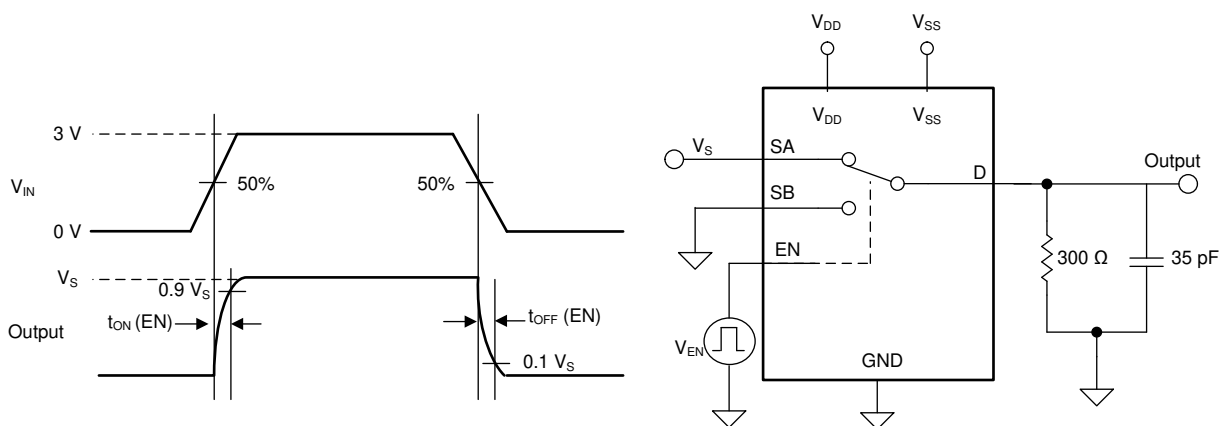 3 V
V_IN
50%
50%
0 V
V_S
0.9 V_S
t_ON (EN)
t_OFF (EN)
Output
0.1 V_S
V_DD
V_SS
V_DD
V_SS
V_S
SA
SB
EN
D
Output
300 Ω
35 pF
V_EN
GND